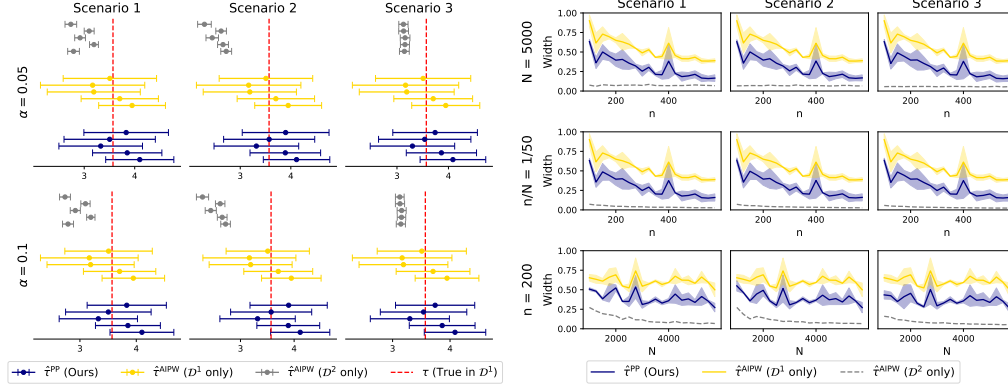 Scenario 1
Scenario 2
Scenario 3
α = 0.05
3
4
3
4
3
4
α = 0.1
3
4
3
4
3
4
τ̂ᴾᴾ (Ours)
τ̂ᴬᴵᴾᵂ (𝒟¹ only)
τ̂ᴬᴵᴾᵂ (𝒟² only)
τ (True in 𝒟¹)
Scenario 1
Scenario 2
Scenario 3
N = 5000
Width
1.00
0.75
0.50
0.25
0.00
200
400
200
400
200
400
n
n
n
n/N = 1/50
Width
1.00
0.75
0.50
0.25
0.00
200
400
200
400
200
400
n
n
n
n = 200
Width
1.00
0.75
0.50
0.25
0.00
2000
4000
2000
4000
2000
4000
N
N
N
τ̂ᴾᴾ (Ours)
τ̂ᴬᴵᴾᵂ (𝒟¹ only)
τ̂ᴬᴵᴾᵂ (𝒟² only)